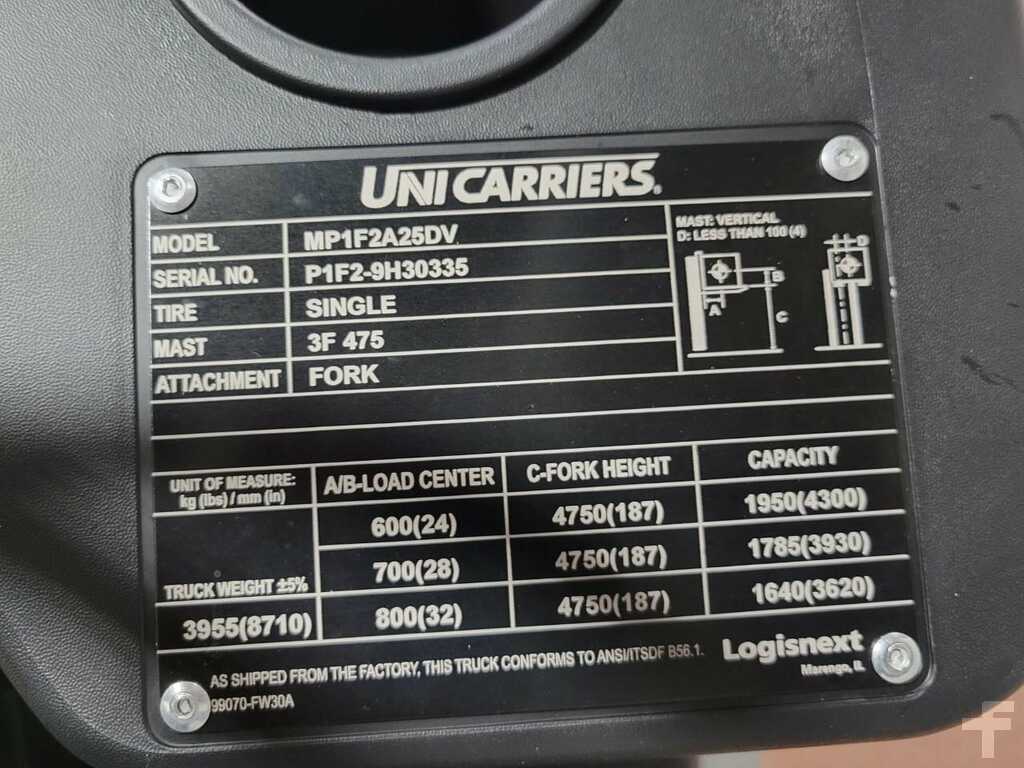 UNICARRIERS®
MODEL MP1F2A25DV
SERIAL NO. P1F2-9H30335
TIRE SINGLE
MAST 3F 475
ATTACHMENT FORK
MAST: VERTICAL
D: LESS THAN 100 (4)
D
B
A
C
UNIT OF MEASURE:
kg (lbs) / mm (in)
A/B-LOAD CENTER C-FORK HEIGHT CAPACITY
600(24) 4750(187) 1950(4300)
700(28) 4750(187) 1785(3930)
TRUCK WEIGHT ±5%
3955(8710) 800(32) 4750(187) 1640(3620)
AS SHIPPED FROM THE FACTORY, THIS TRUCK CONFORMS TO ANSI/ITSDF B56.1.
99070-FW30A
Logisnext
Marengo, IL